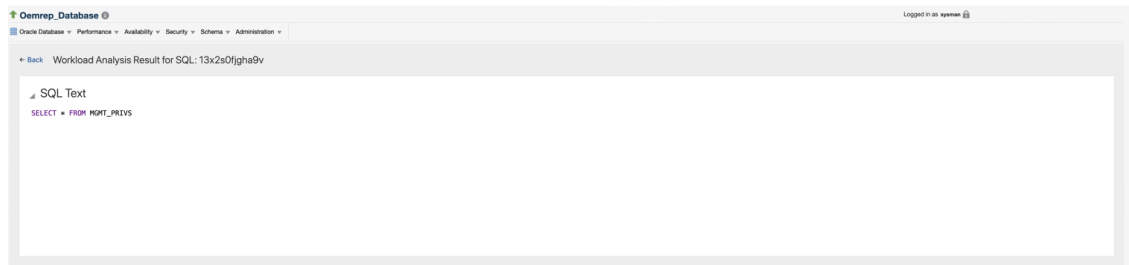 Oemrep_Database
Logged in as sysman
Oracle Database Performance Availability Security Schema Administration
← Back Workload Analysis Result for SQL: 13x2s0fjgha9v
SQL Text
SELECT * FROM MGMT_PRIVS